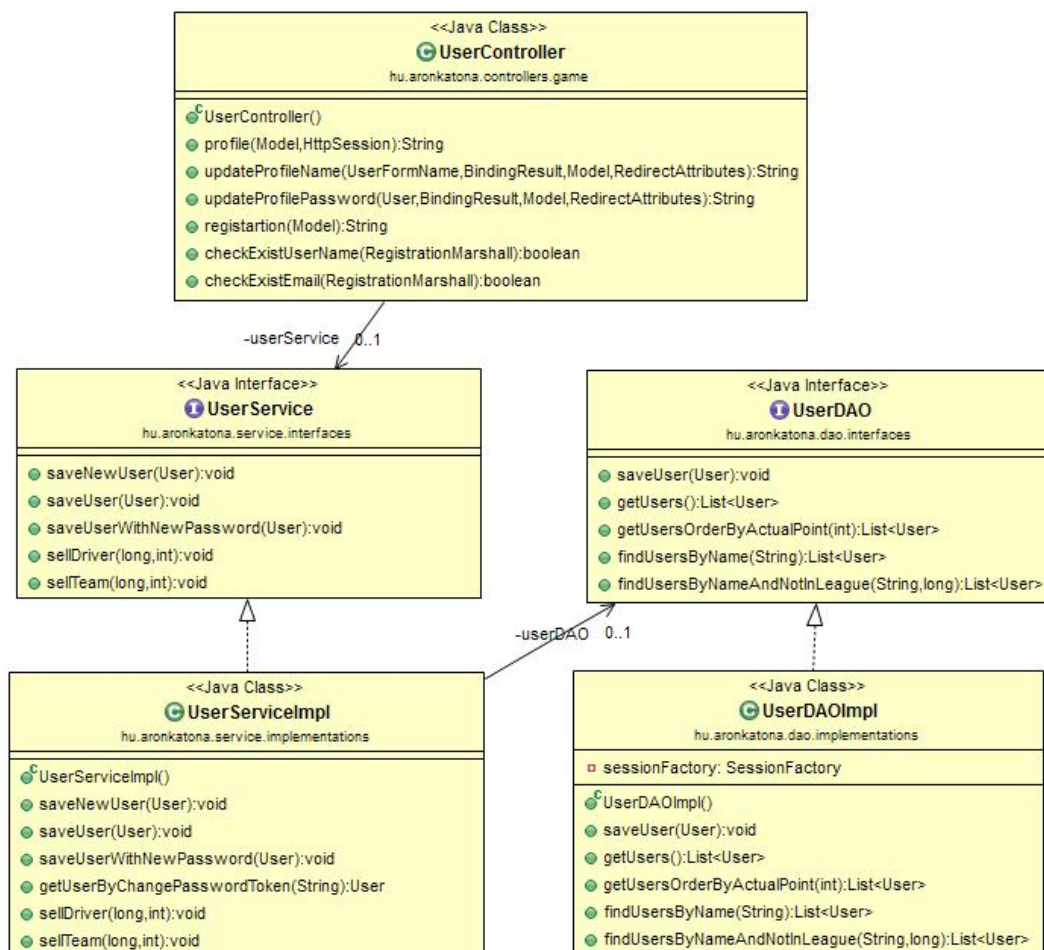 <<Java Class>>
UserController
hu.aronkatona.controllers.game
UserController()
profile(Model,HttpSession):String
updateProfileName(UserFormName,BindingResult,Model,RedirectAttributes):String
updateProfilePassword(User,BindingResult,Model,RedirectAttributes):String
registartion(Model):String
checkExistUserName(RegistrationMarshall):boolean
checkExistEmail(RegistrationMarshall):boolean
-userService 0..1
<<Java Interface>>
UserService
hu.aronkatona.service.interfaces
saveNewUser(User):void
saveUser(User):void
saveUserWithNewPassword(User):void
sellDriver(long,int):void
sellTeam(long,int):void
<<Java Interface>>
UserDAO
hu.aronkatona.dao.interfaces
saveUser(User):void
getUsers():List<User>
getUsersOrderByActualPoint(int):List<User>
findUsersByName(String):List<User>
findUsersByNameAndNotInLeague(String,long):List<User>
-userDAO 0..1
<<Java Class>>
UserServiceImpl
hu.aronkatona.service.implementations
UserServiceImpl()
saveNewUser(User):void
saveUser(User):void
saveUserWithNewPassword(User):void
getUserByChangePasswordToken(String):User
sellDriver(long,int):void
sellTeam(long,int):void
<<Java Class>>
UserDAOImpl
hu.aronkatona.dao.implementations
sessionFactory: SessionFactory
UserDAOImpl()
saveUser(User):void
getUsers():List<User>
getUsersOrderByActualPoint(int):List<User>
findUsersByName(String):List<User>
findUsersByNameAndNotInLeague(String,long):List<User>